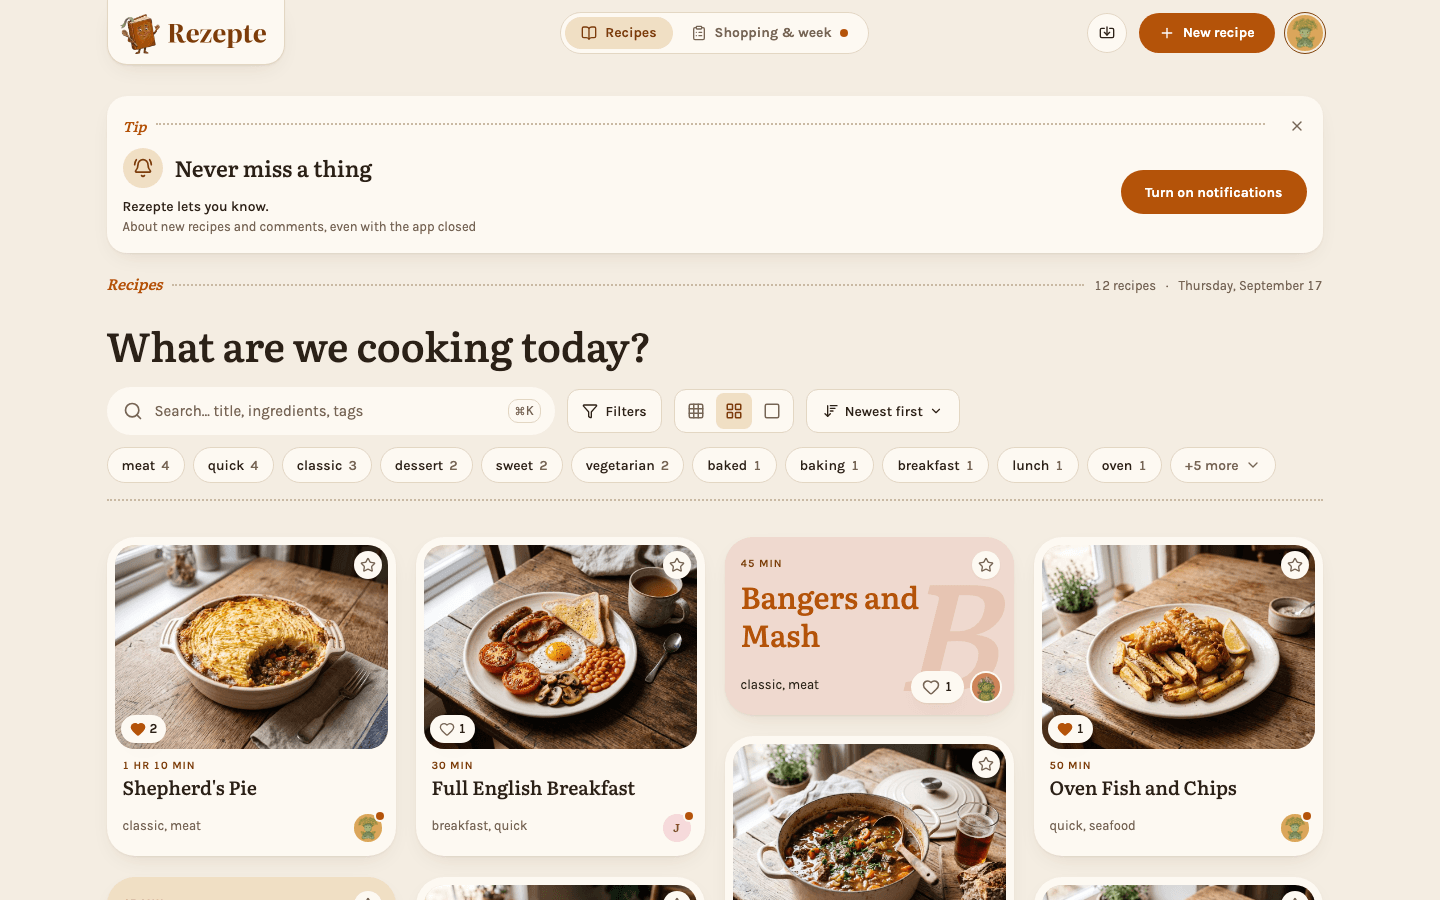 Rezepte
Recipes
Shopping & week
New recipe
Tip
Never miss a thing
Rezepte lets you know.
About new recipes and comments, even with the app closed
Turn on notifications
Recipes
12 recipes · Thursday, September 17
What are we cooking today?
Search... title, ingredients, tags
⌘K
Filters
Newest first
meat 4
quick 4
classic 3
dessert 2
sweet 2
vegetarian 2
baked 1
baking 1
breakfast 1
lunch 1
oven 1
+5 more
2
1 HR 10 MIN
Shepherd's Pie
classic, meat
1
30 MIN
Full English Breakfast
breakfast, quick
J
45 MIN
Bangers and
Mash
B
classic, meat
1
1
50 MIN
Oven Fish and Chips
quick, seafood